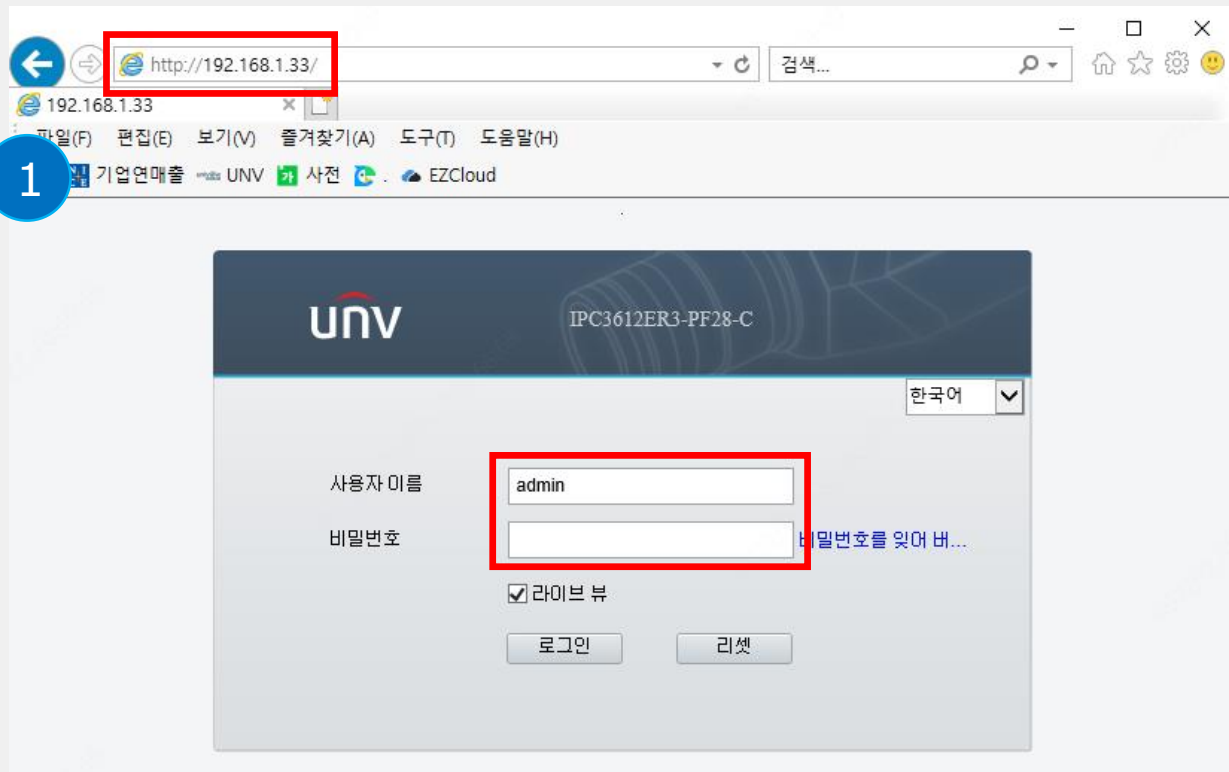 http://192.168.1.33/
검색...
192.168.1.33
파일(F) 편집(E) 보기(V) 즐겨찾기(A) 도구(T) 도움말(H)
1
기업연매출 UNV 사전 . EZCloud
unv IPC3612ER3-PF28-C
한국어
사용자 이름 admin
비밀번호 비밀번호를 잊어 버...
라이브 뷰
로그인 리셋